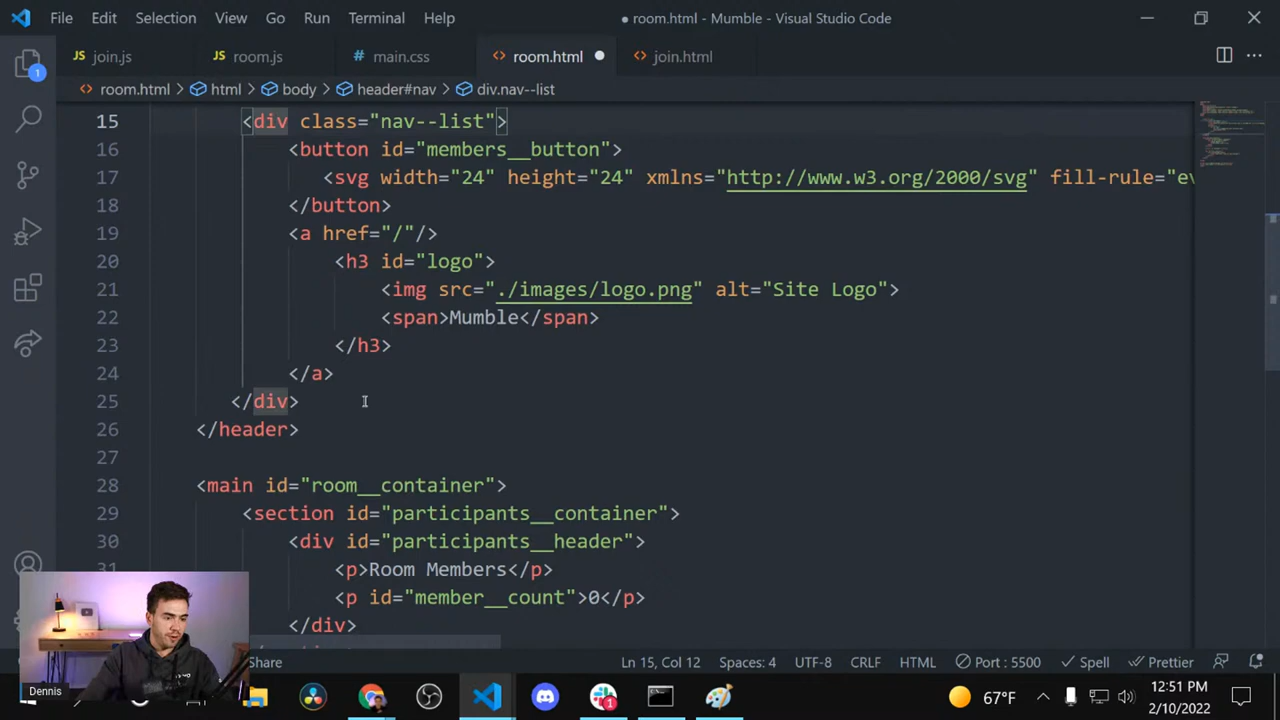 File Edit Selection View Go Run Terminal Help ● room.html - Mumble - Visual Studio Code
JS join.js JS room.js # main.css <> room.html ● <> join.html
<> room.html > html > body > header#nav > div.nav--list
15 <div class="nav--list">
16 <button id="members__button">
17 <svg width="24" height="24" xmlns="http://www.w3.org/2000/svg" fill-rule="ev
18 </button>
19 <a href="/"/>
20 <h3 id="logo">
21 <img src="./images/logo.png" alt="Site Logo">
22 <span>Mumble</span>
23 </h3>
24 </a>
25 </div>
26 </header>
27
28 <main id="room__container">
29 <section id="participants__container">
30 <div id="participants__header">
31 <p>Room Members</p>
<p id="member__count">0</p>
</div>
1
Share Ln 15, Col 12 Spaces: 4 UTF-8 CRLF HTML Port : 5500 Spell Prettier
1
67°F 12:51 PM
2/10/2022